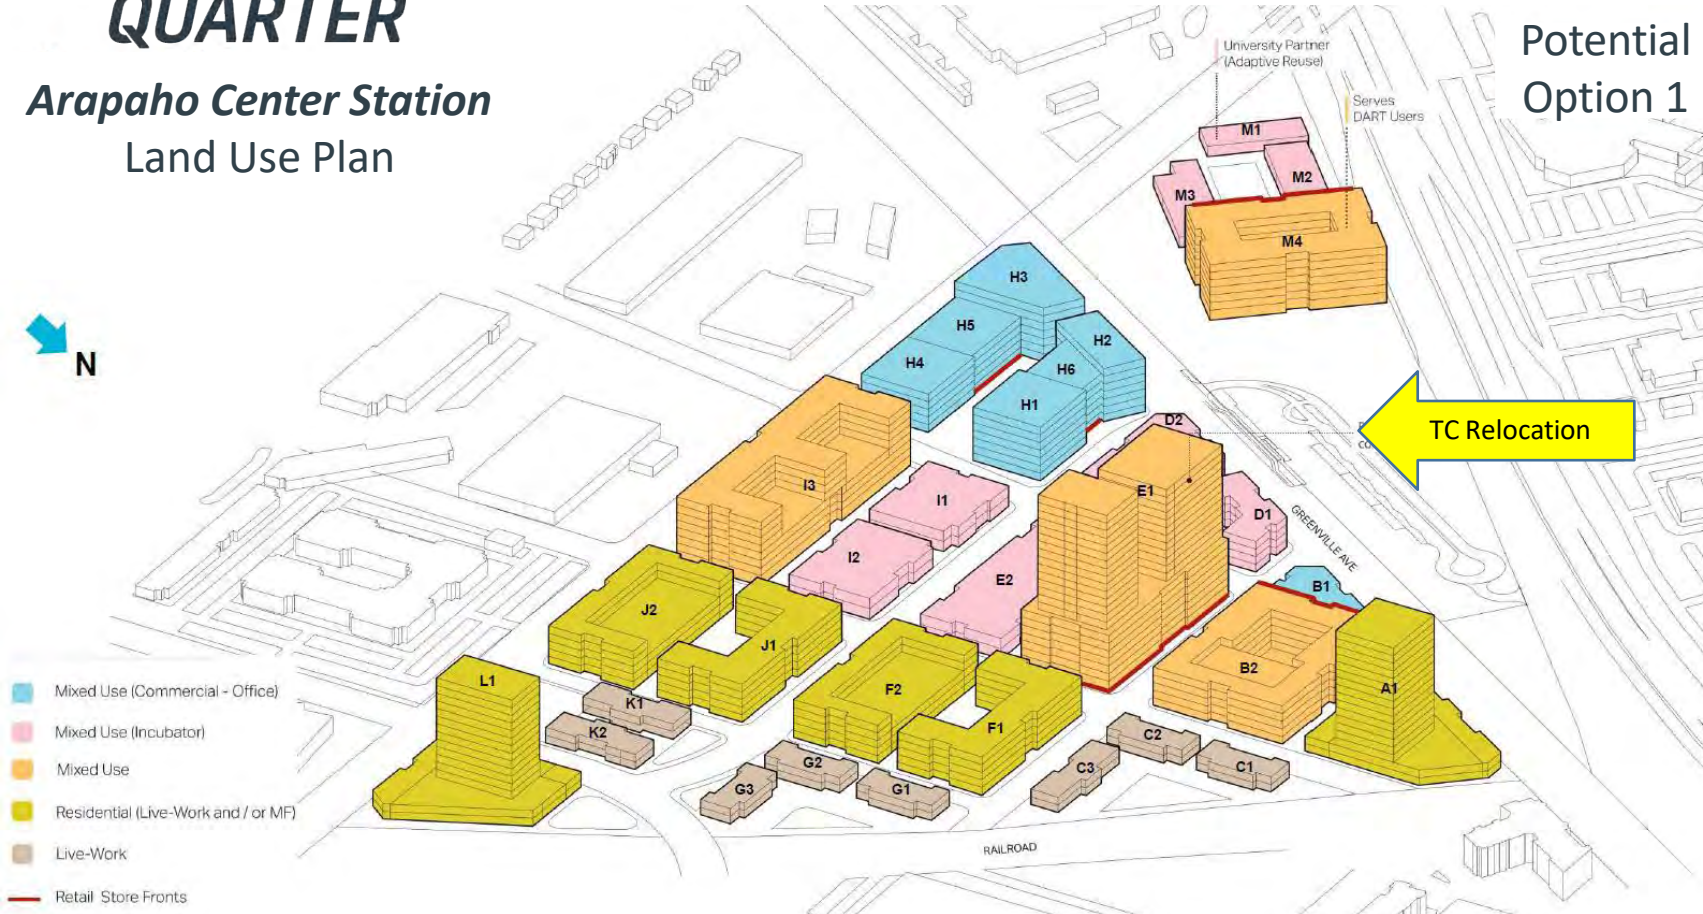 QUARTER
Arapaho Center Station
Land Use Plan
Potential
Option 1
University Partner
(Adaptive Reuse)
Serves
DART Users
M1
M2
M3
M4
N
H3
H5
H2
H4
H6
H1
TC Relocation
D2
I3
E1
I1
D1
GREENVILLE AVE
I2
E2
B1
J2
J1
B2
L1
F2
A1
K1
F1
K2
C2
G2
C3
C1
G3
G1
RAILROAD
Mixed Use (Commercial - Office)
Mixed Use (Incubator)
Mixed Use
Residential (Live-Work and / or MF)
Live-Work
Retail Store Fronts